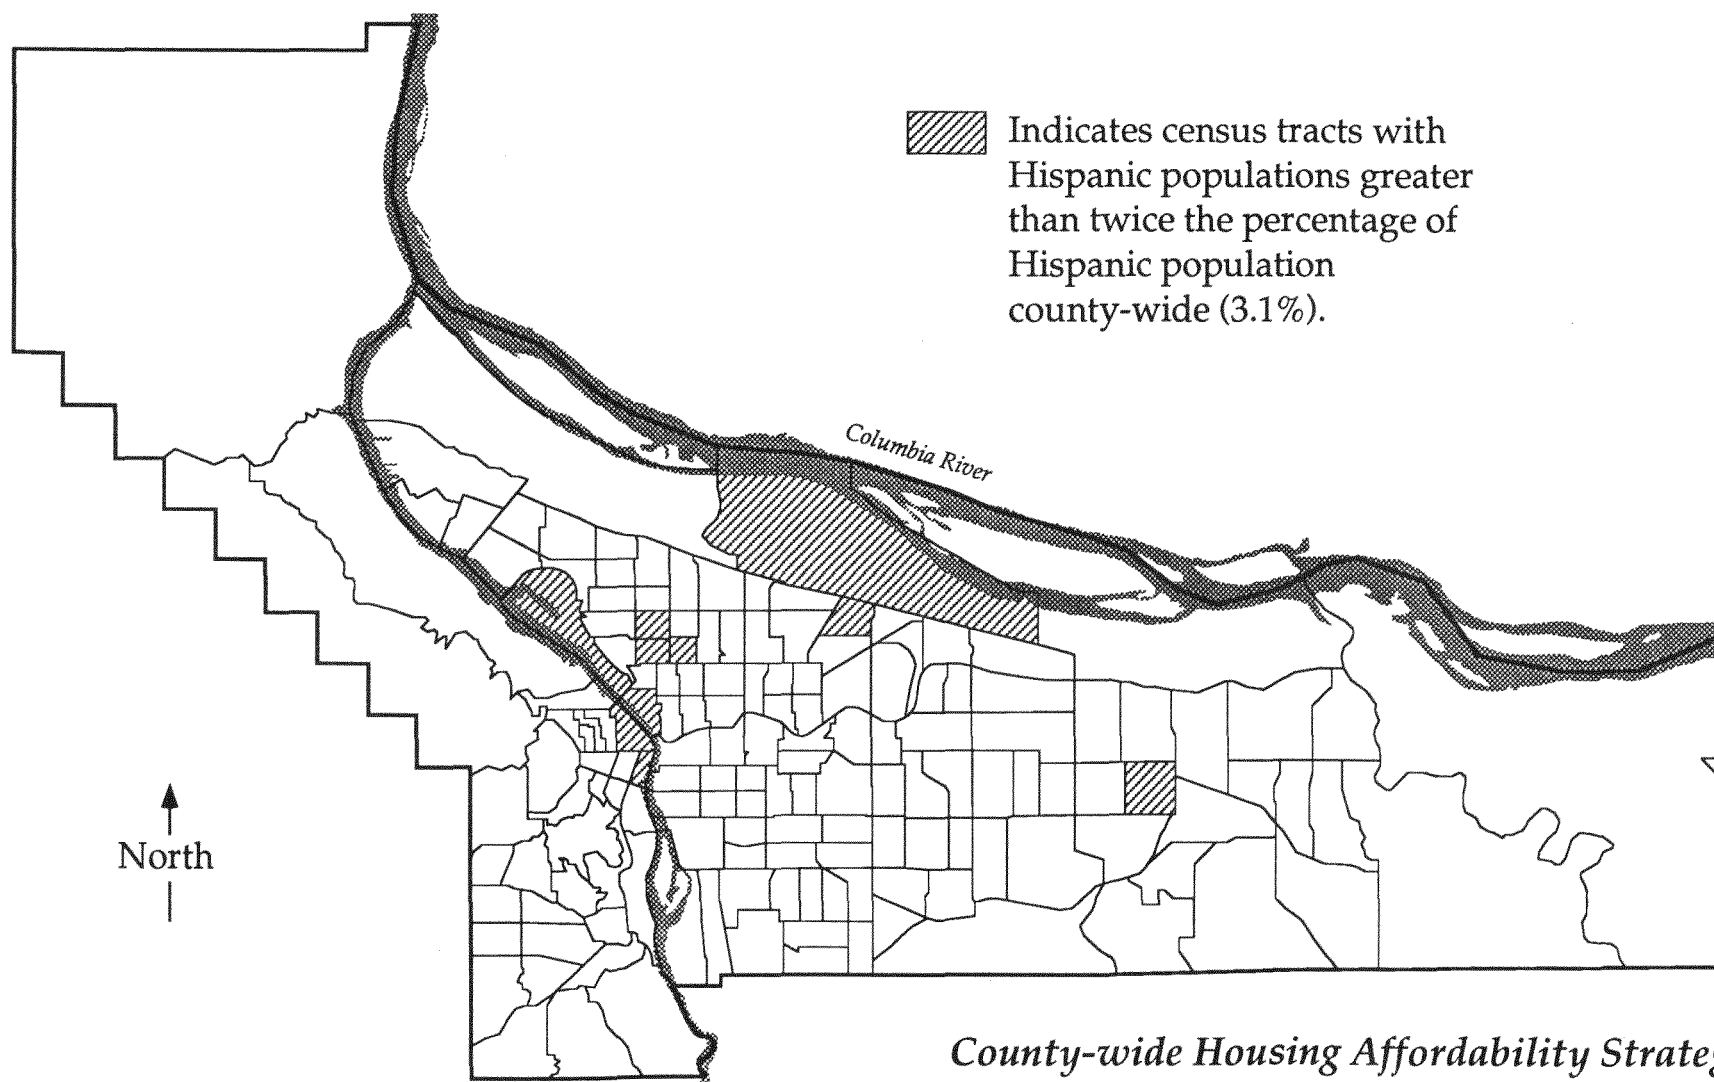 Indicates census tracts with
Hispanic populations greater
than twice the percentage of
Hispanic population
county-wide (3.1%).
Columbia River
North
County-wide Housing Affordability